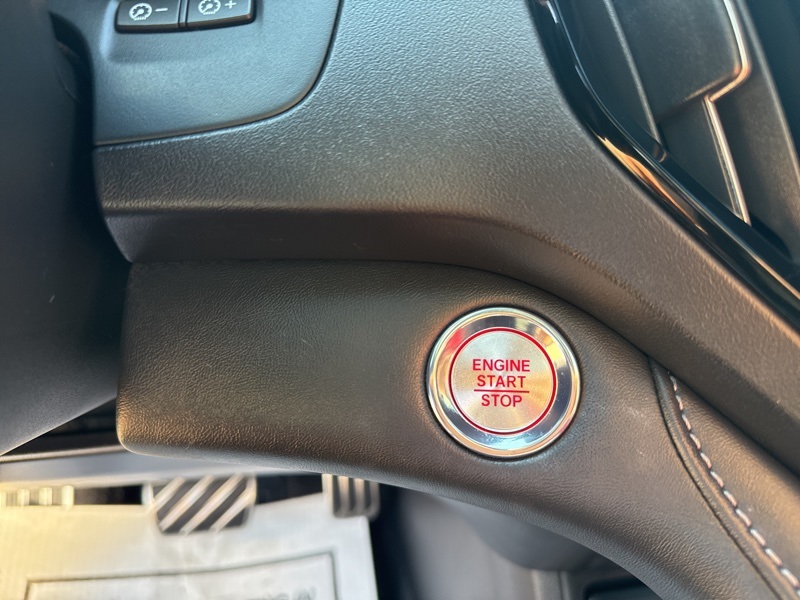 - +
ENGINE
START
STOP